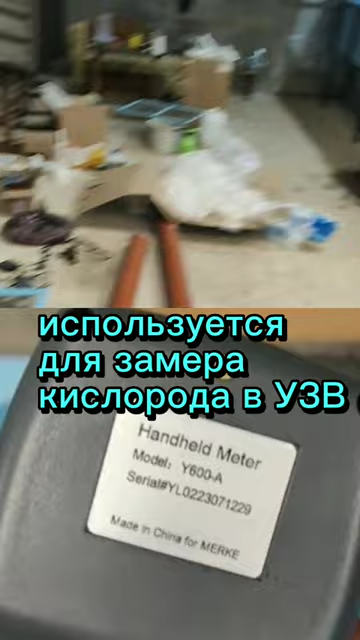 используется
для замера
кислорода в УЗВ
Handheld Meter
Model: Y600-A
Serial#YL0223071229
Made in China for MERKE